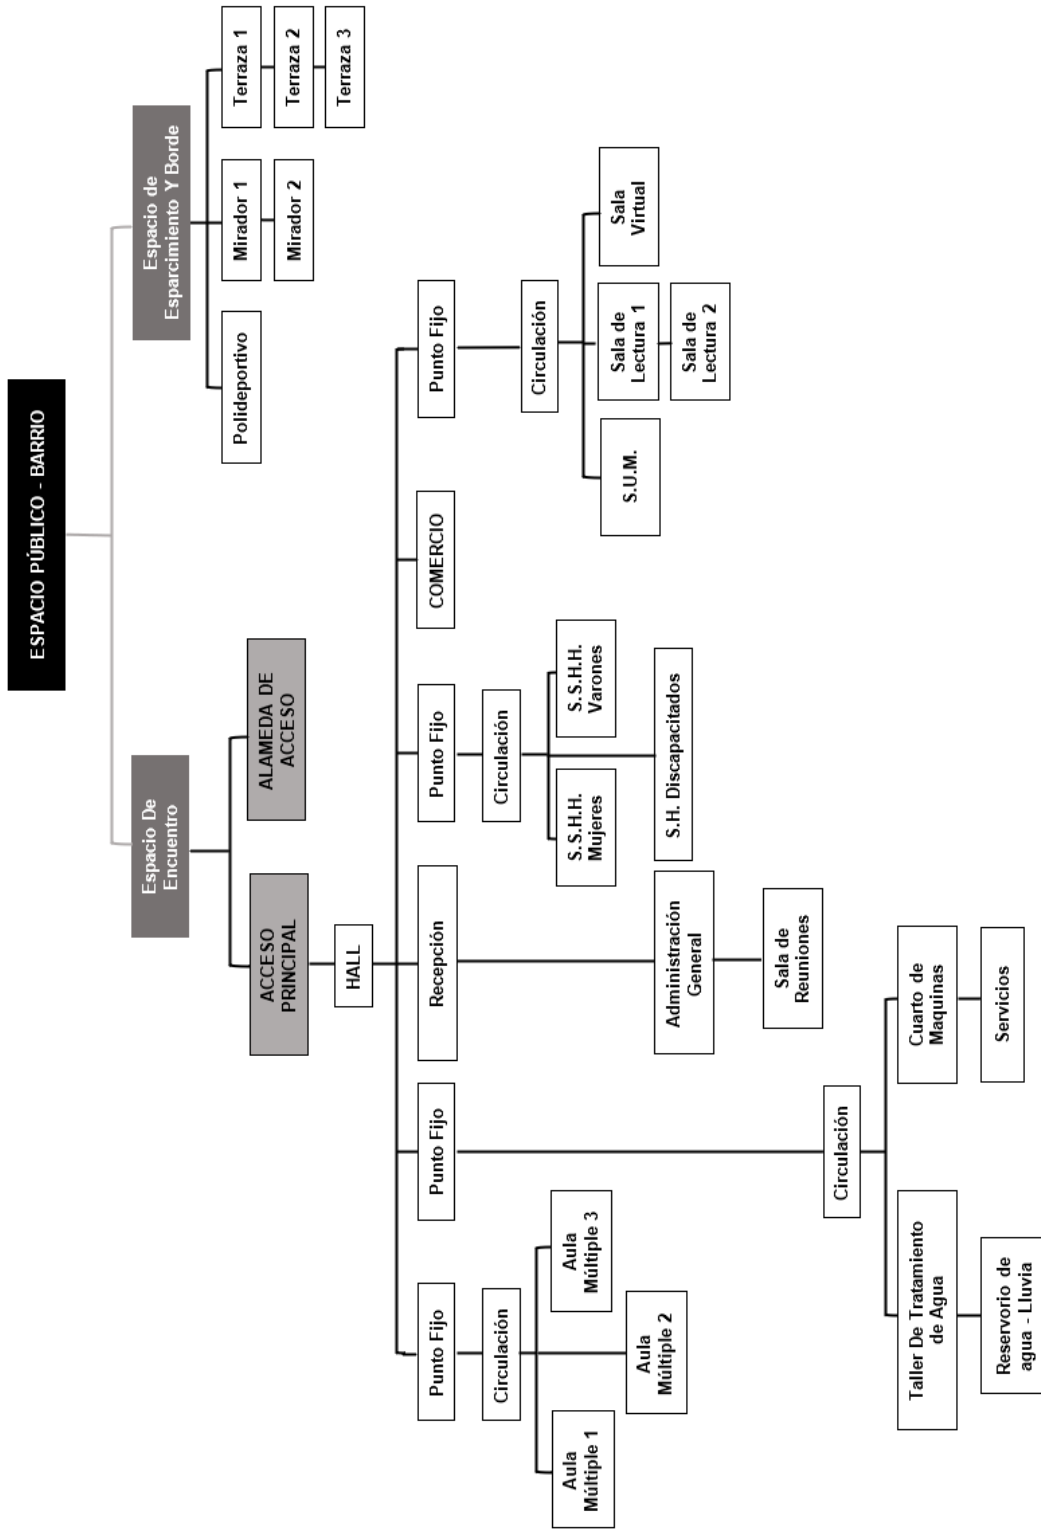 ESPACIO PÚBLICO - BARRIO
Espacio De
Encuentro
Espacio de
Esparcimiento Y Borde
ACCESO
PRINCIPAL
ALAMEDA DE
ACCESO
Polideportivo
Mirador 1
Terraza 1
Mirador 2
Terraza 2
Terraza 3
HALL
Punto Fijo
Punto Fijo
Recepción
Punto Fijo
COMERCIO
Punto Fijo
Circulación
Circulación
Circulación
Aula
Múltiple 1
Aula
Múltiple 3
S.S.H.H.
Mujeres
S.S.H.H.
Varones
S.U.M.
Sala de
Lectura 1
Sala
Virtual
Aula
Múltiple 2
Administración
General
S.H. Discapacitados
Sala de
Lectura 2
Sala de
Reuniones
Circulación
Taller De Tratamiento
de Agua
Cuarto de
Maquinas
Reservorio de
agua - Lluvia
Servicios